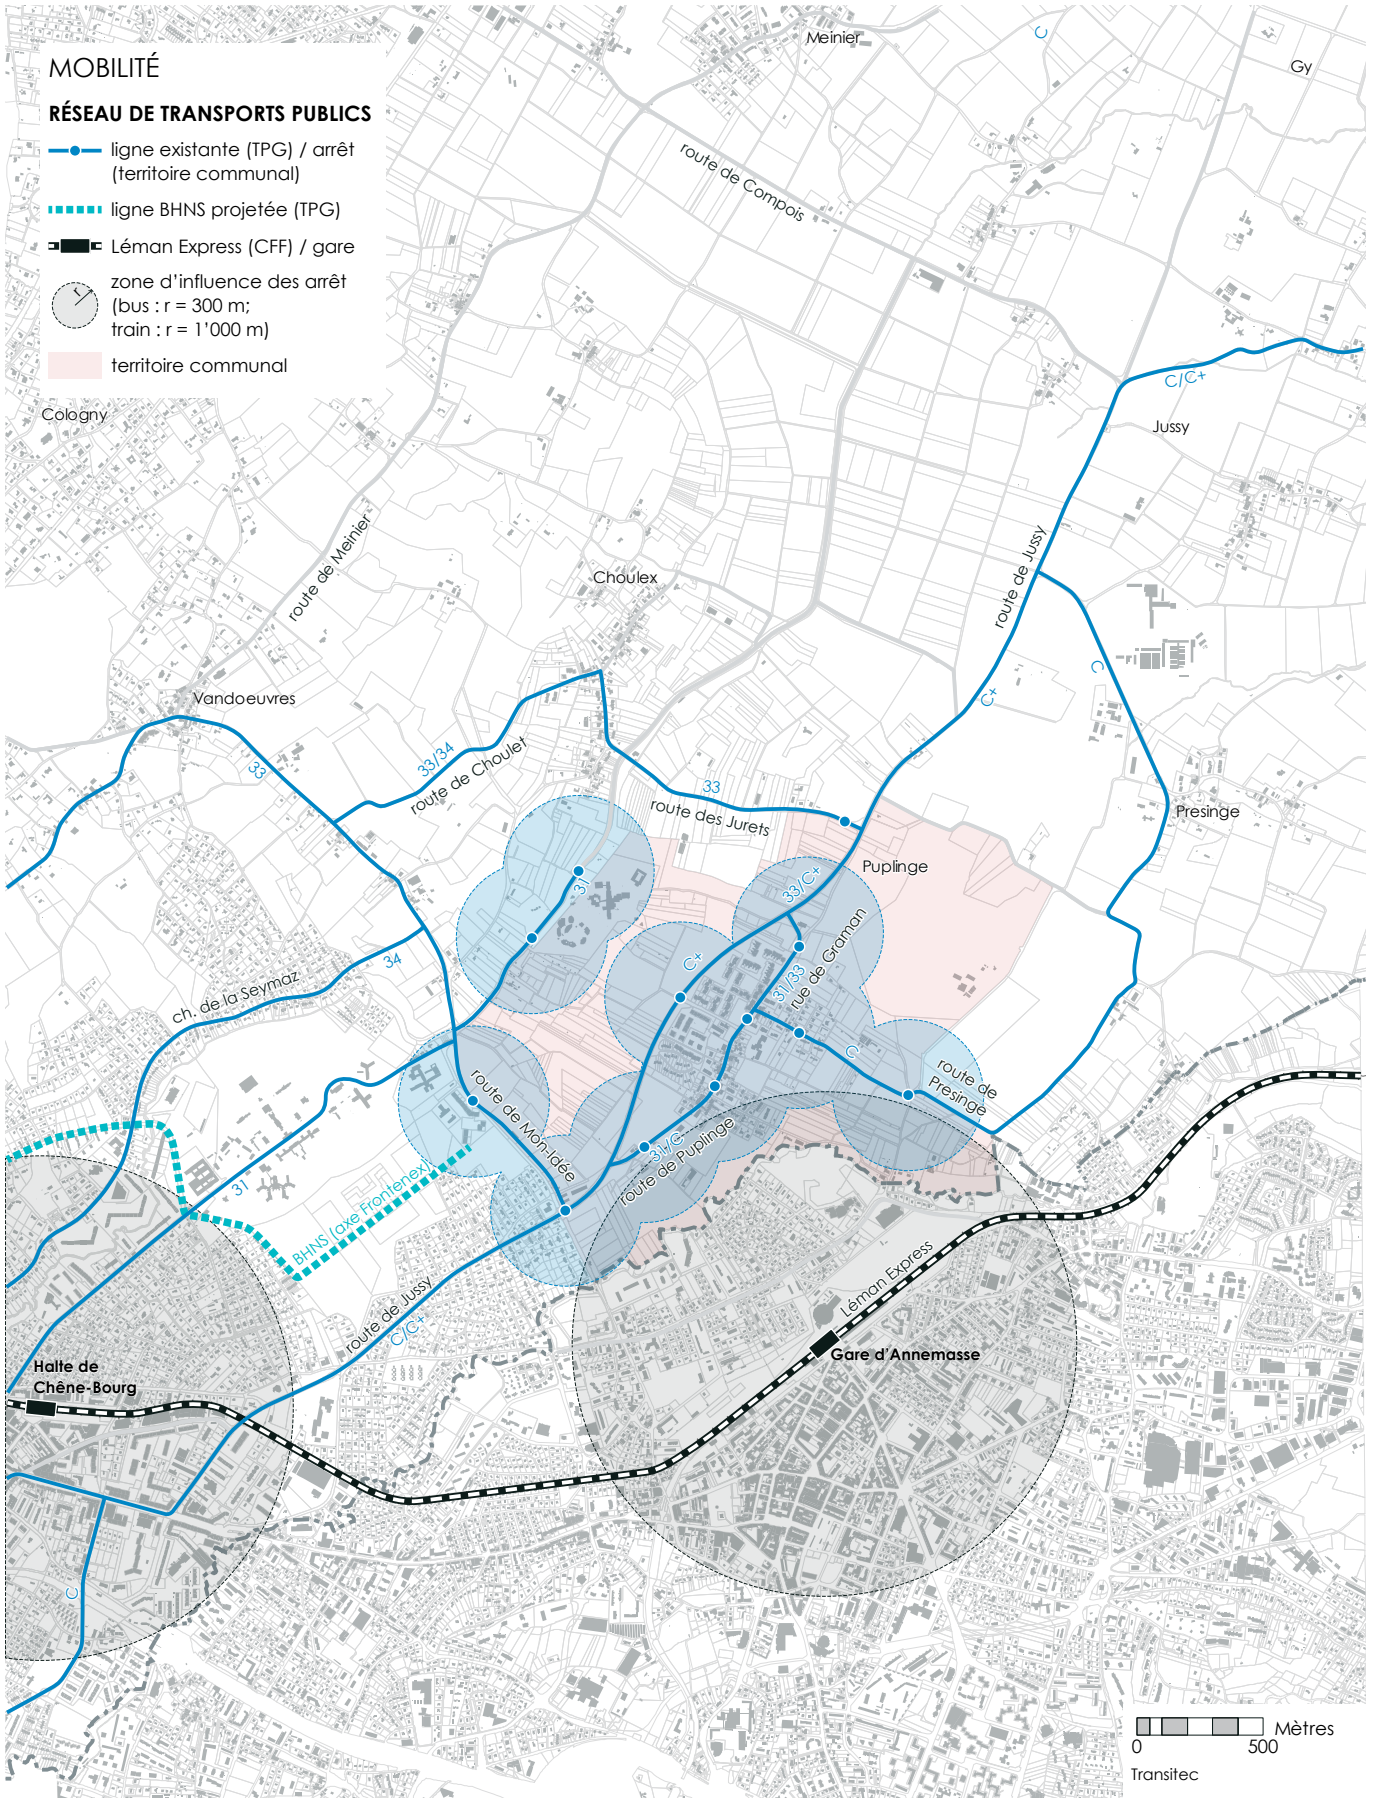 MOBILITÉ
RÉSEAU DE TRANSPORTS PUBLICS
ligne existante (TPG) / arrêt
(territoire communal)
ligne BHNS projetée (TPG)
Léman Express (CFF) / gare
r
zone d'influence des arrêt
(bus : r = 300 m;
train : r = 1'000 m)
territoire communal
Meinier
C
Gy
route de Compois
C/C+
Cologny
Jussy
route de Meinier
route de Jussy
Choulex
C
Vandoeuvres
C+
33
33/34
route de Choulet
33
route des Jurets
Presinge
Puplinge
31
33/C+
rue de Graman
34
C+
31/33
ch. de la Seymaz
C
route de
Presinge
route de Mon-Idée
31/C
route de Puplinge
31
BHNS (axe Frontenex)
Léman Express
route de Jussy
C/C+
Gare d'Annemasse
Halte de
Chêne-Bourg
C
Mètres
0
500
Transitec